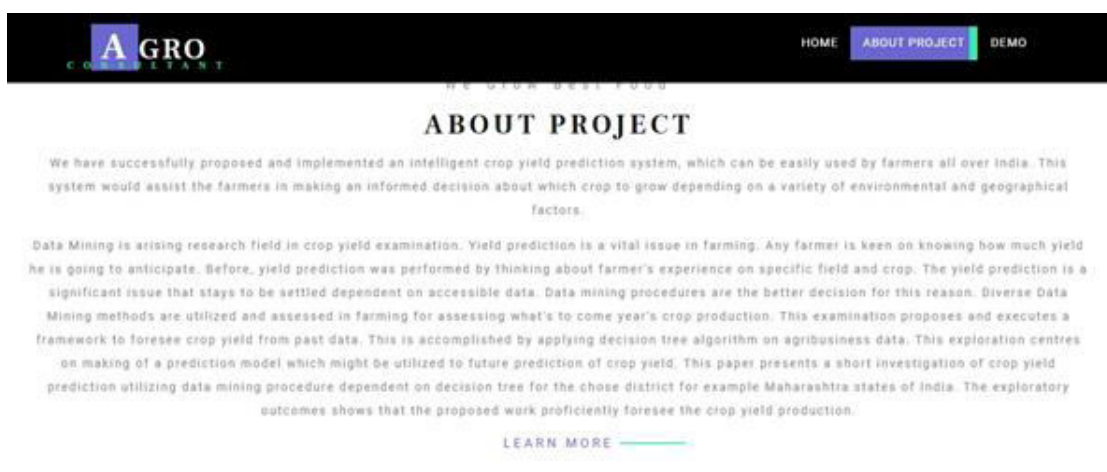 AGRO
CONSULTANT
HOME ABOUT PROJECT DEMO
We Grow Best Food
ABOUT PROJECT
We have successfully proposed and implemented an intelligent crop yield prediction system, which can be easily used by farmers all over India. This
system would assist the farmers in making an informed decision about which crop to grow depending on a variety of environmental and geographical
factors.
Data Mining is arising research field in crop yield examination. Yield prediction is a vital issue in farming. Any farmer is keen on knowing how much yield
he is going to anticipate. Before, yield prediction was performed by thinking about farmer's experience on specific field and crop. The yield prediction is a
significant issue that stays to be settled dependent on accessible data. Data mining procedures are the better decision for this reason. Diverse Data
Mining methods are utilized and assessed in farming for assessing what's to come year's crop production. This examination proposes and executes a
framework to foresee crop yield from past data. This is accomplished by applying decision tree algorithm on agribusiness data. This exploration centres
on making of a prediction model which might be utilized to future prediction of crop yield. This paper presents a short investigation of crop yield
prediction utilizing data mining procedure dependent on decision tree for the chose district for example Maharashtra states of India. The exploratory
outcomes shows that the proposed work proficiently foresee the crop yield production.
LEARN MORE